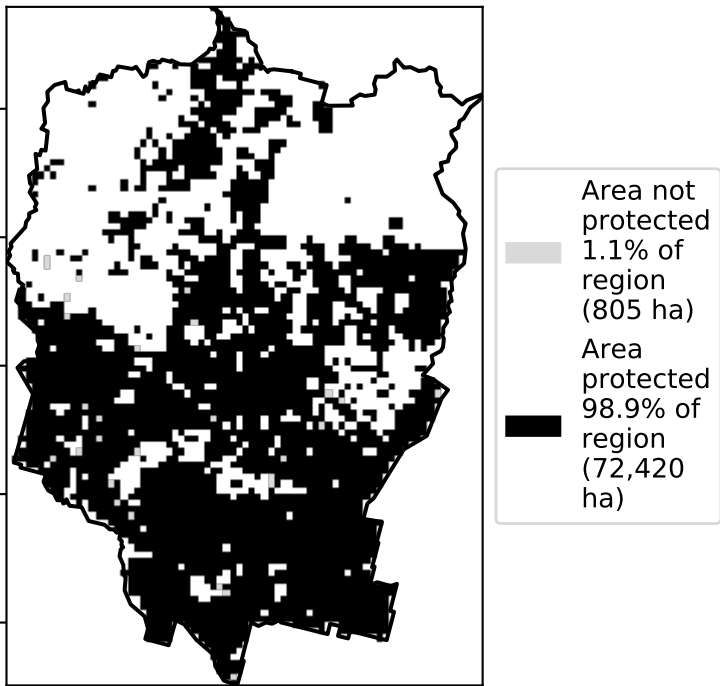 Area not
protected
1.1% of
region
(805 ha)
Area
protected
98.9% of
region
(72,420
ha)